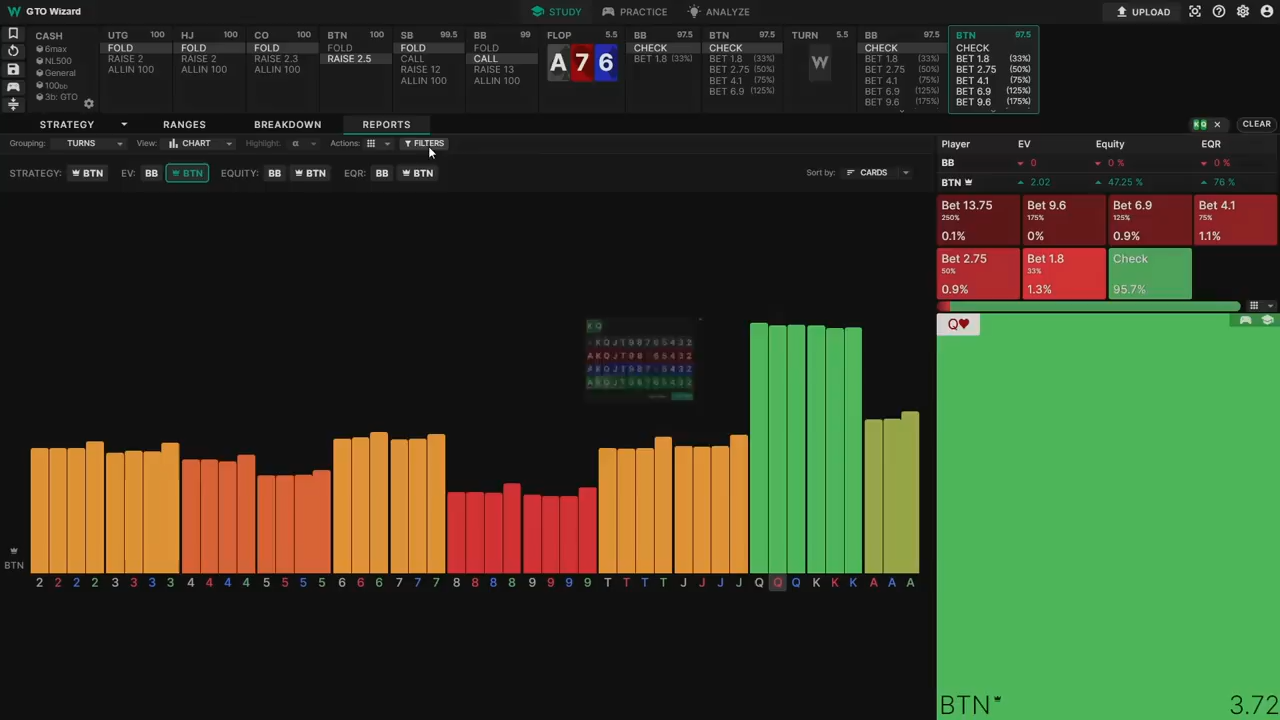 GTO Wizard
STUDY PRACTICE ANALYZE
UPLOAD
CASH
6max
NL500
General
100bb
3b: GTO
UTG 100
FOLD
RAISE 2
ALLIN 100
HJ 100
FOLD
RAISE 2
ALLIN 100
CO 100
FOLD
RAISE 2.3
ALLIN 100
BTN 100
FOLD
RAISE 2.5
SB 99.5
FOLD
CALL
RAISE 12
ALLIN 100
BB 99
FOLD
CALL
RAISE 13
ALLIN 100
FLOP 5.5
A 7 6
BB 97.5
CHECK
BET 1.8 (33%)
BTN 97.5
CHECK
BET 1.8 (33%)
BET 2.75 (50%)
BET 4.1 (75%)
BET 6.9 (125%)
TURN 5.5
W
BB 97.5
CHECK
BET 1.8 (33%)
BET 2.75 (50%)
BET 4.1 (75%)
BET 6.9 (125%)
BET 9.6 (175%)
BTN 97.5
CHECK
BET 1.8 (33%)
BET 2.75 (50%)
BET 4.1 (75%)
BET 6.9 (125%)
BET 9.6 (175%)
STRATEGY RANGES BREAKDOWN REPORTS
K Q × CLEAR
Grouping: TURNS View: CHART Highlight: α Actions: FILTERS
STRATEGY: BTN EV: BB BTN EQUITY: BB BTN EQR: BB BTN
Sort by: CARDS
Player EV Equity EQR
BB 0 0 % 0 %
BTN 2.02 47.25 % 76 %
Bet 13.75
250%
0.1%
Bet 9.6
175%
0%
Bet 6.9
125%
0.9%
Bet 4.1
75%
1.1%
Bet 2.75
50%
0.9%
Bet 1.8
33%
1.3%
Check
95.7%
Q♥
K Q
A K Q J T 9 8 7 6 5 4 3 2
BTN
2 2 2 2 3 3 3 3 4 4 4 4 5 5 5 5 6 6 6 7 7 7 8 8 8 8 9 9 9 9 T T T T J J J J Q Q Q K K K A A A
BTN 3.72